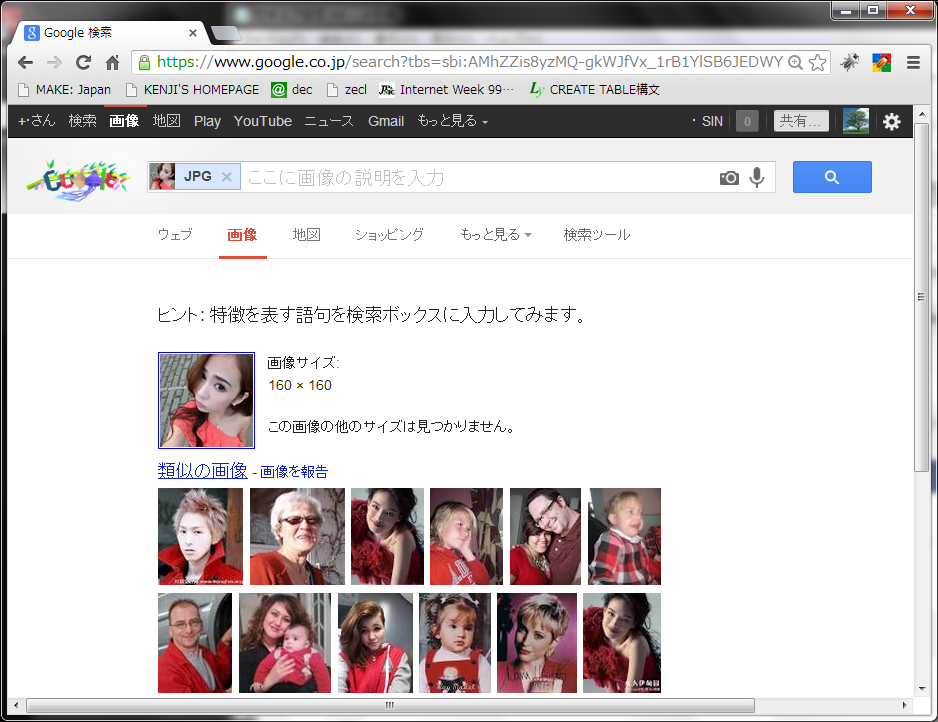 Google 検索
https://www.google.co.jp/search?tbs=sbi:AMhZZis8yzMQ-gkWJfVx_1rB1YlSB6JEDWY
MAKE: Japan KENJI'S HOMEPAGE dec zecl Internet Week 99… CREATE TABLE構文
+·さん 検索 画像 地図 Play YouTube ニュース Gmail もっと見る · SIN 0 共有…
Google
JPG ここに画像の説明を入力
ウェブ 画像 地図 ショッピング もっと見る 検索ツール
ヒント: 特徴を表す語句を検索ボックスに入力してみます。
画像サイズ:
160 × 160
この画像の他のサイズは見つかりません。
類似の画像 - 画像を報告